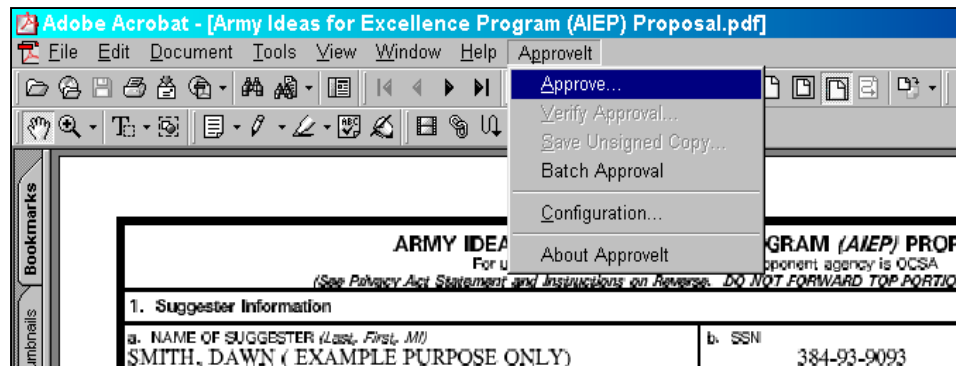 Adobe Acrobat - [Army Ideas for Excellence Program (AIEP) Proposal.pdf]
File Edit Document Tools View Window Help ApproveIt
Approve...
Verify Approval...
Save Unsigned Copy...
Batch Approval
Configuration...
About ApproveIt
Bookmarks
ARMY IDEA GRAM (AIEP) PROP
For u ponent agency is OCSA
(See Privacy Act Statement and Instructions on Reverse. DO NOT FORWARD TOP PORTIO
1. Suggester Information
a. NAME OF SUGGESTER (Last, First, MI) b. SSN
SMITH, DAWN ( EXAMPLE PURPOSE ONLY) 384-93-9093
umbnails